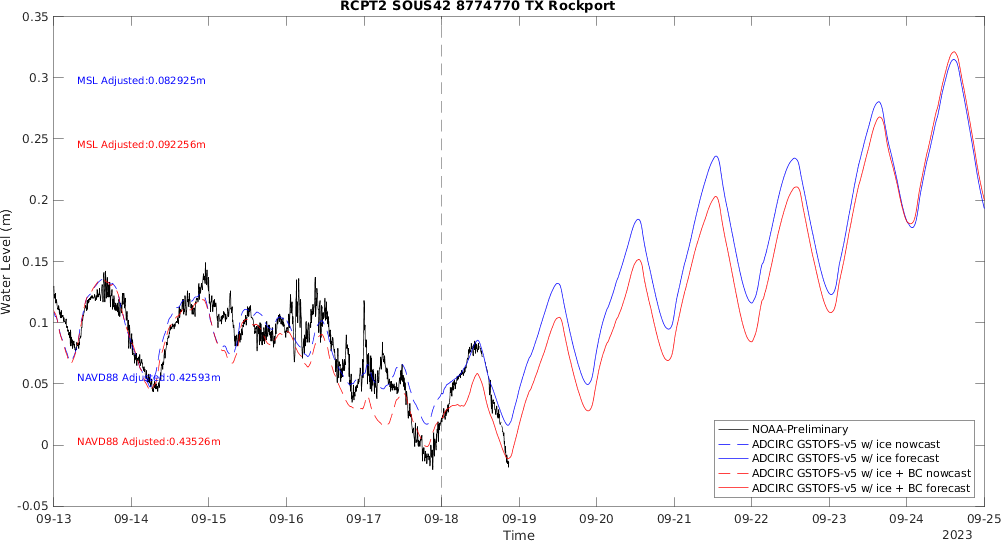 RCPT2 SOUS42 8774770 TX Rockport
0.35
0.3
0.25
0.2
0.15
0.1
0.05
0
-0.05
Water Level (m)
MSL Adjusted:0.082925m
MSL Adjusted:0.092256m
NAVD88 Adjusted:0.42593m
NAVD88 Adjusted:0.43526m
NOAA-Preliminary
ADCIRC GSTOFS-v5 w/ ice nowcast
ADCIRC GSTOFS-v5 w/ ice forecast
ADCIRC GSTOFS-v5 w/ ice + BC nowcast
ADCIRC GSTOFS-v5 w/ ice + BC forecast
09-13 09-14 09-15 09-16 09-17 09-18 09-19 09-20 09-21 09-22 09-23 09-24 09-25
Time
2023